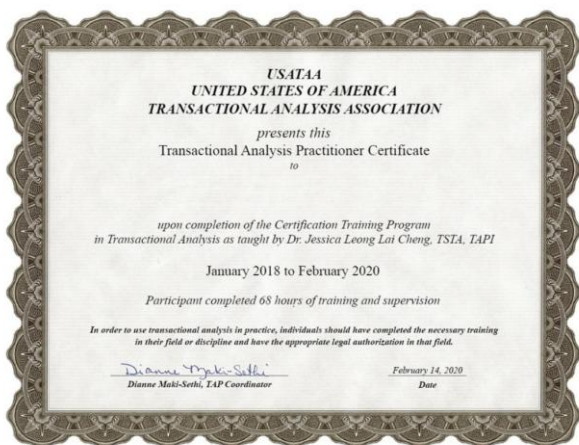 USATAA
UNITED STATES OF AMERICA
TRANSACTIONAL ANALYSIS ASSOCIATION
presents this
Transactional Analysis Practitioner Certificate
to
upon completion of the Certification Training Program
in Transactional Analysis as taught by Dr. Jessica Leong Lai Cheng, TSTA, TAPI
January 2018 to February 2020
Participant completed 68 hours of training and supervision
In order to use transactional analysis in practice, individuals should have completed the necessary training
in their field or discipline and have the appropriate legal authorization in that field.
Dianne Maki-Sethi
February 14, 2020
Dianne Maki-Sethi, TAP Coordinator
Date